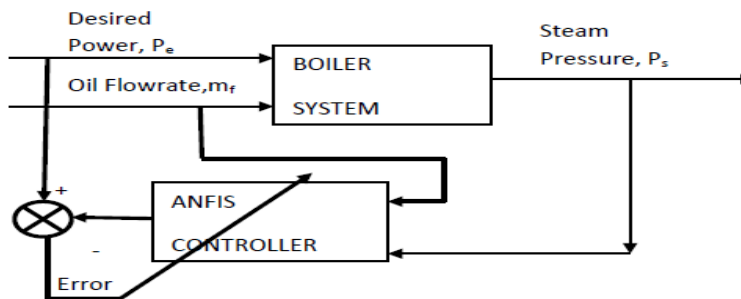 Desired
Power, Pe
Steam
Pressure, Ps
BOILER
SYSTEM
Oil Flowrate,mf
+
ANFIS
CONTROLLER
-
Error